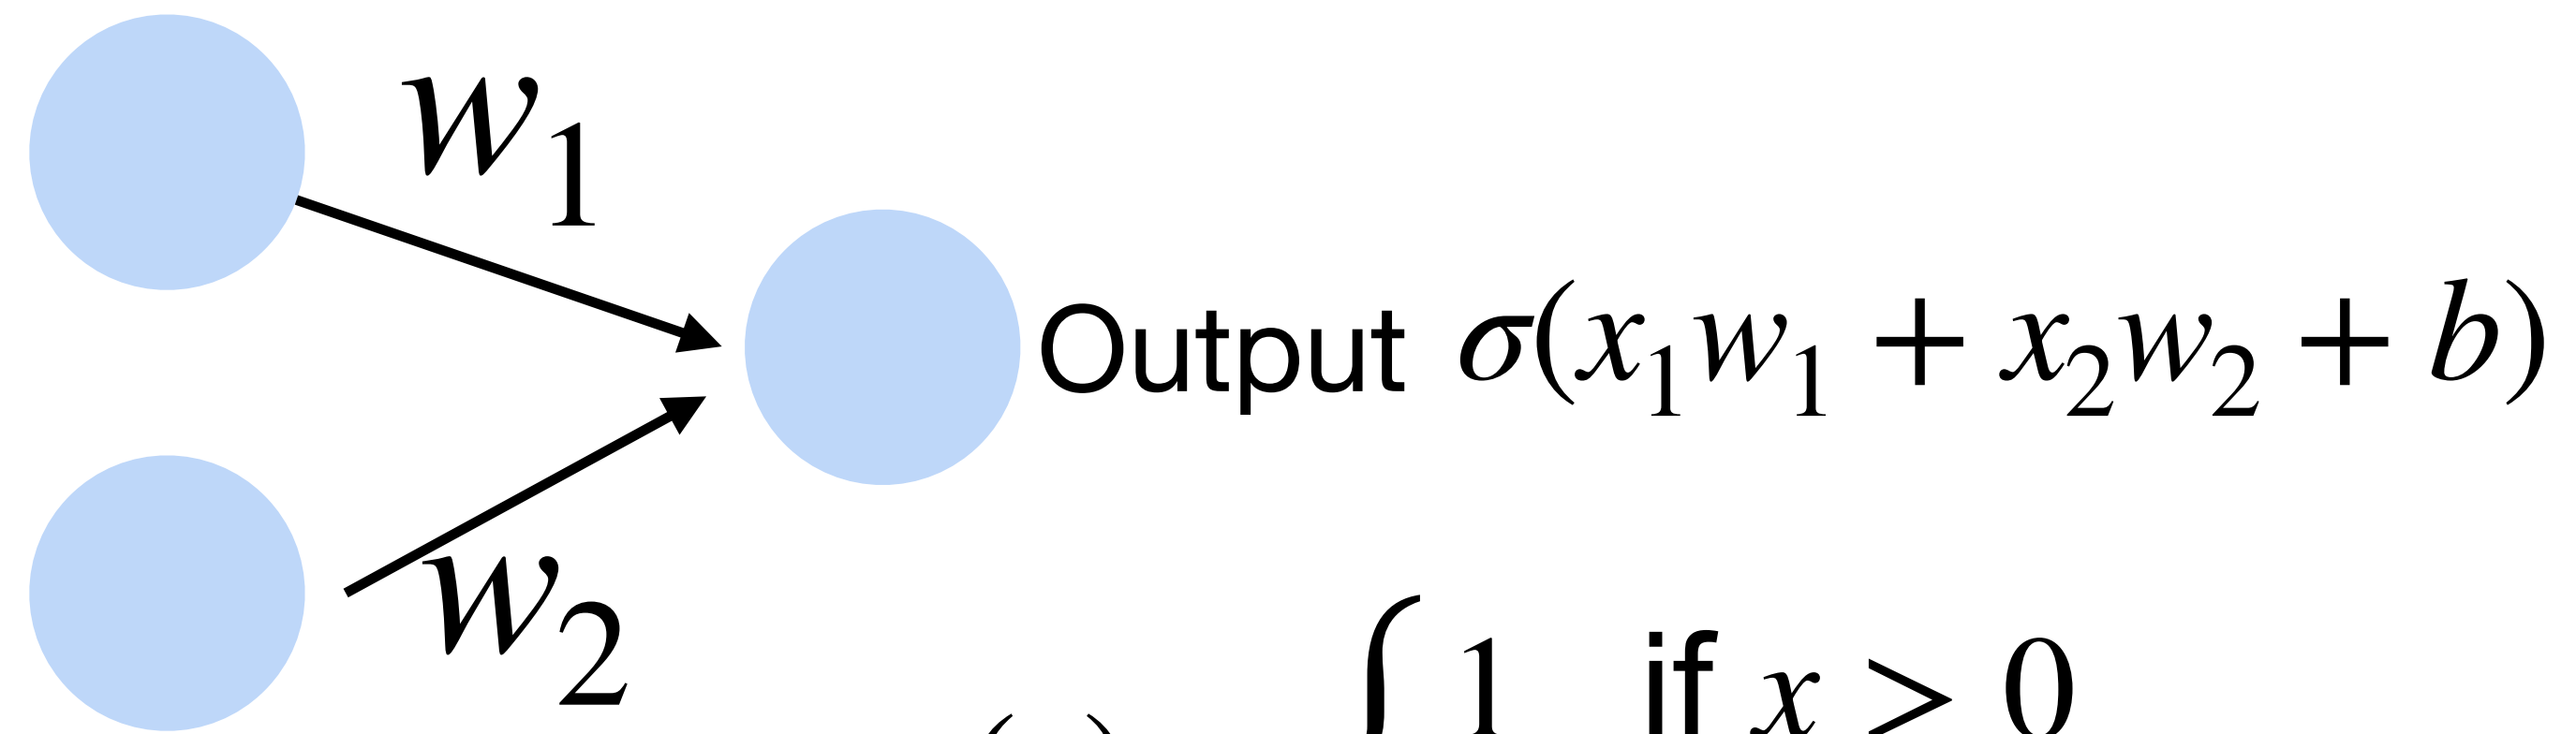 w₁
Output σ(x₁w₁ + x₂w₂ + b)
w₂
1 if x > 0